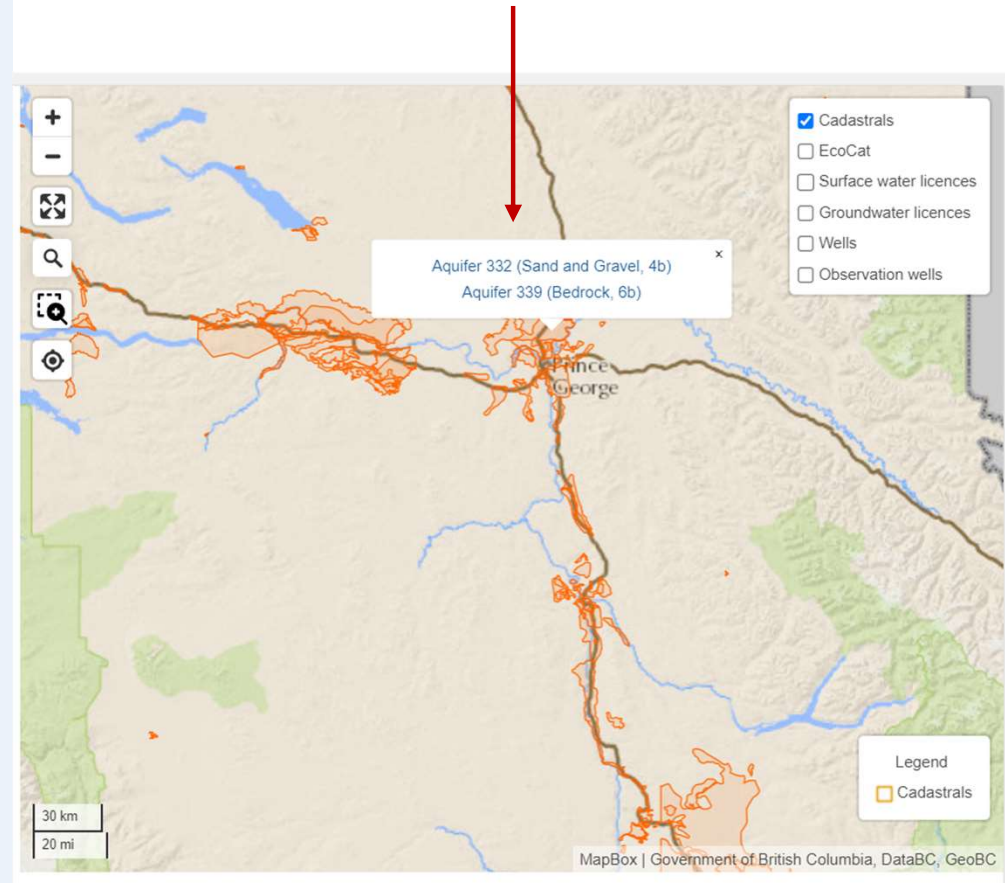 +
−
Cadastrals
EcoCat
Surface water licences
Groundwater licences
Wells
Observation wells
x
Aquifer 332 (Sand and Gravel, 4b)
Aquifer 339 (Bedrock, 6b)
Prince
George
Legend
Cadastrals
30 km
20 mi
MapBox | Government of British Columbia, DataBC, GeoBC